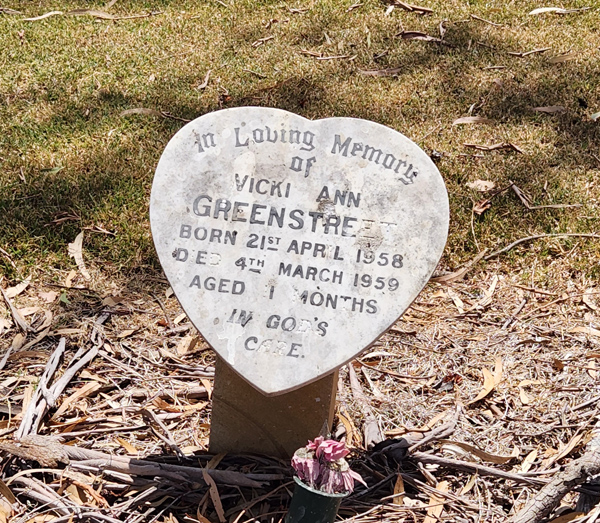 In Loving Memory
of
VICKI ANN
GREENSTREET
BORN 21ST APRIL 1958
DIED 4TH MARCH 1959
AGED MONTHS
IN GOD'S
CARE.